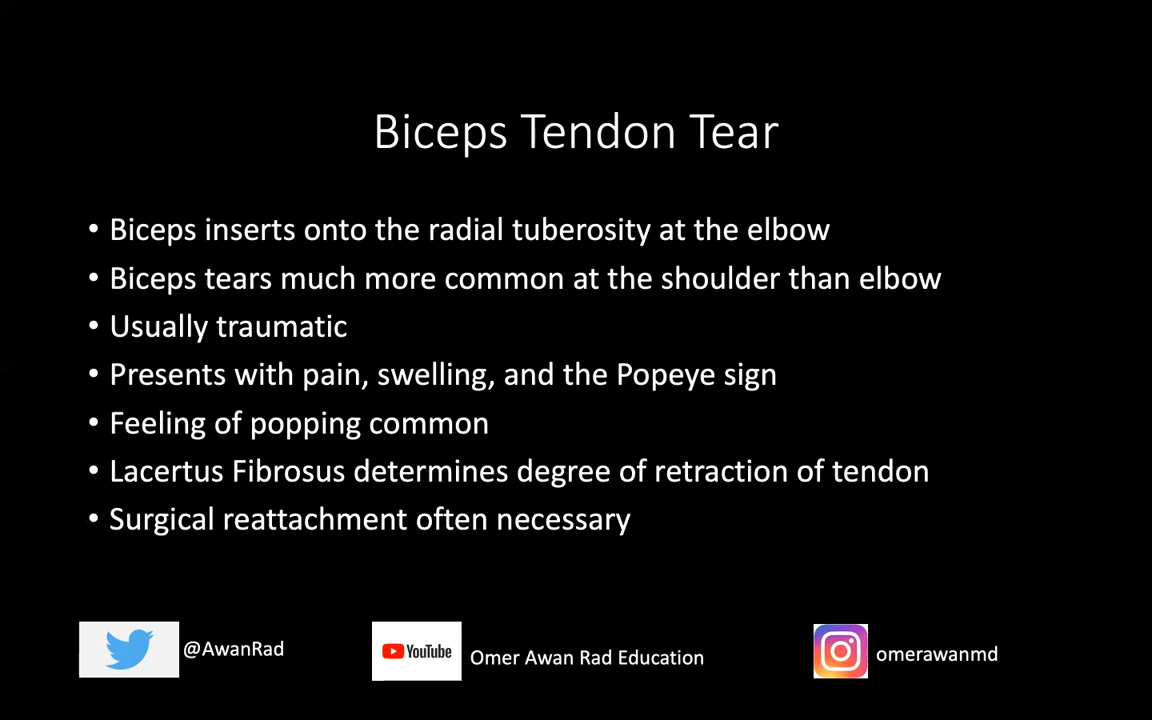 Biceps Tendon Tear
• Biceps inserts onto the radial tuberosity at the elbow
• Biceps tears much more common at the shoulder than elbow
• Usually traumatic
• Presents with pain, swelling, and the Popeye sign
• Feeling of popping common
• Lacertus Fibrosus determines degree of retraction of tendon
• Surgical reattachment often necessary
@AwanRad
YouTube
Omer Awan Rad Education
omerawanmd